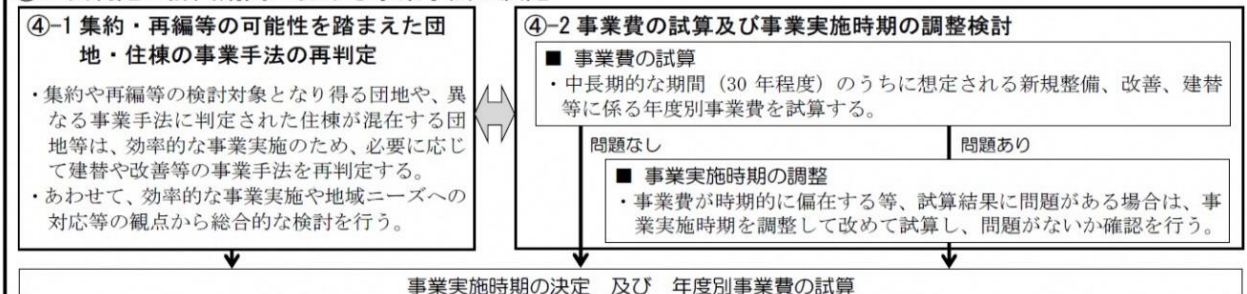 ④-1 集約・再編等の可能性を踏まえた団
地・住棟の事業手法の再判定
・集約や再編等の検討対象となり得る団地や、異
なる事業手法に判定された住棟が混在する団
地等は、効率的な事業実施のため、必要に応じ
て建替や改善等の事業手法を再判定する。
・あわせて、効率的な事業実施や地域ニーズへの
対応等の観点から総合的な検討を行う。
④-2 事業費の試算及び事業実施時期の調整検討
■ 事業費の試算
・中長期的な期間（30 年程度）のうちに想定される新規整備、改善、建替
等に係る年度別事業費を試算する。
問題なし
問題あり
■ 事業実施時期の調整
・事業費が時期的に偏在する等、試算結果に問題がある場合は、事
業実施時期を調整して改めて試算し、問題がないか確認を行う。
事業実施時期の決定 及び 年度別事業費の試算